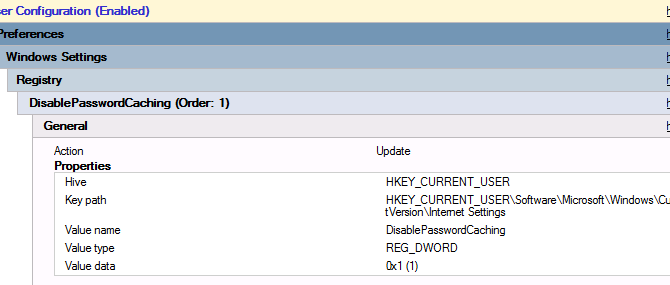 ser Configuration (Enabled)
Preferences
Windows Settings
Registry
DisablePasswordCaching (Order: 1)
General
Action Update
Properties
Hive HKEY_CURRENT_USER
Key path HKEY_CURRENT_USER\Software\Microsoft\Windows\Cu
tVersion\Internet Settings
Value name DisablePasswordCaching
Value type REG_DWORD
Value data 0x1 (1)